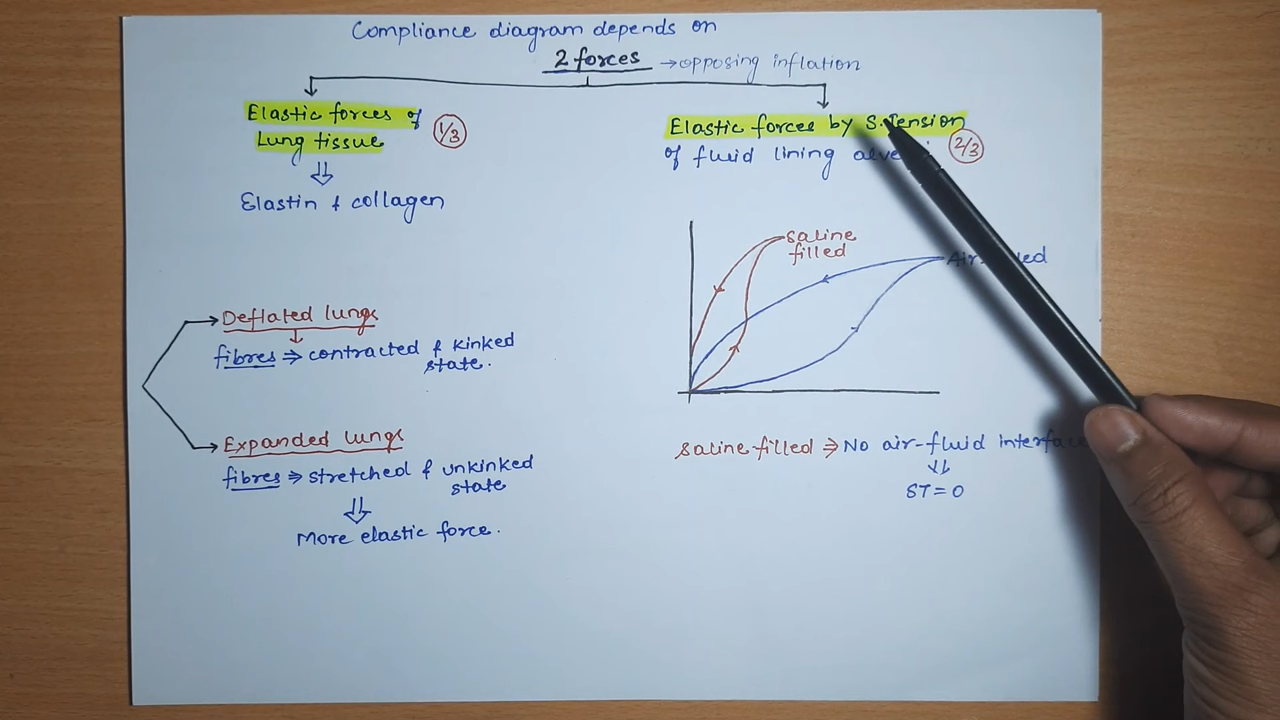 Compliance diagram depends on
2 forces → opposing inflation
Elastic forces of
Lung tissue
1/3
⇓
Elastin & collagen
Deflated lungs
fibres ⇒ contracted & kinked
state.
Expanded lungs
fibres ⇒ stretched & unkinked
state
⇓
More elastic force.
Elastic forces by S.Tension
of fluid lining
2/3
saline
filled
saline filled ⇒ No air-fluid
⇓
ST = 0